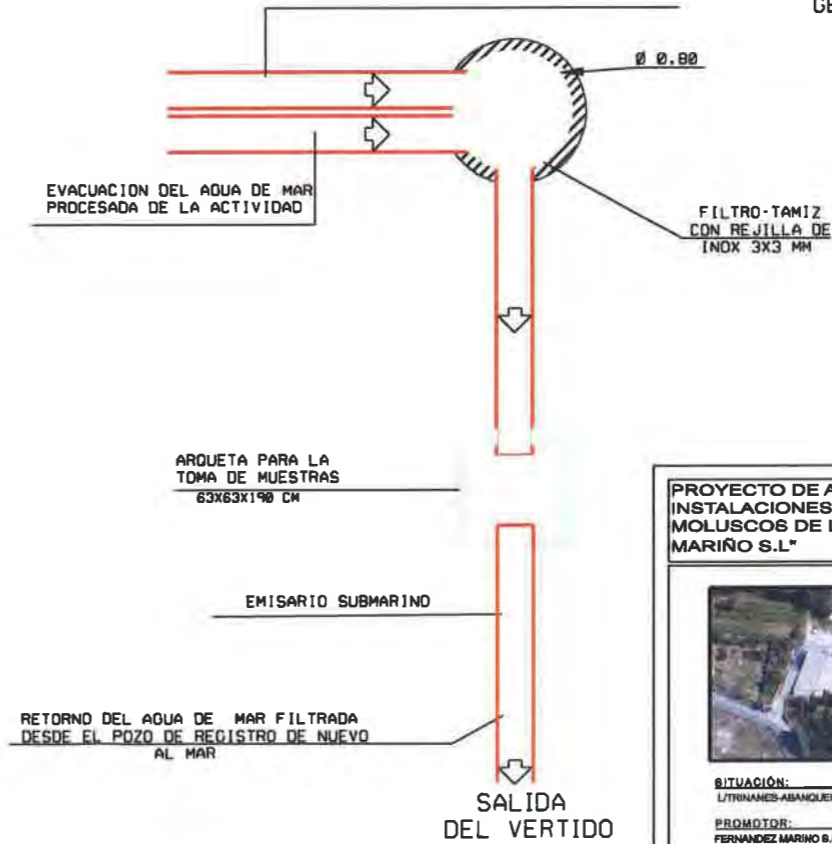 Ø 0.80
EVACUACION DEL AGUA DE MAR
PROCESADA DE LA ACTIVIDAD
FILTRO-TAMIZ
CON REJILLA DE
INOX 3X3 MM
ARQUETA PARA LA
TOMA DE MUESTRAS
63X63X190 CM
EMISARIO SUBMARINO
RETORNO DEL AGUA DE MAR FILTRADA
DESDE EL POZO DE REGISTRO DE NUEVO
AL MAR
SALIDA
DEL VERTIDO
PROYECTO DE A
INSTALACIONES
MOLUSCOS DE
MARIÑO S.L"
SITUACIÓN:
PROMOTOR:
FERNANDEZ MARIÑO S.